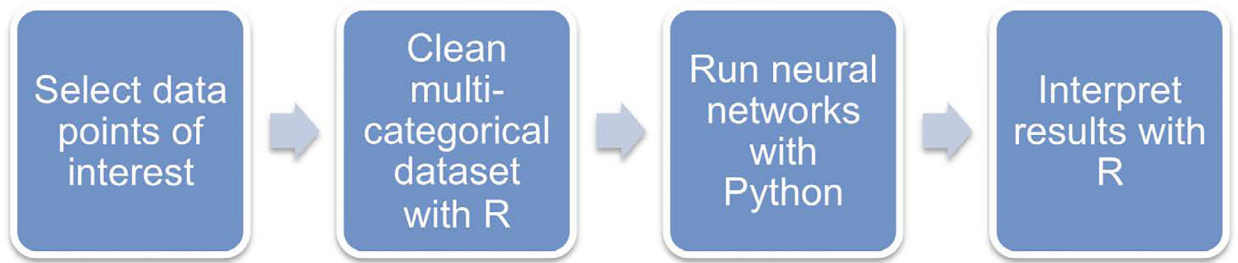 Select data
points of
interest
Clean
multi-
categorical
dataset
with R
Run neural
networks
with
Python
Interpret
results with
R